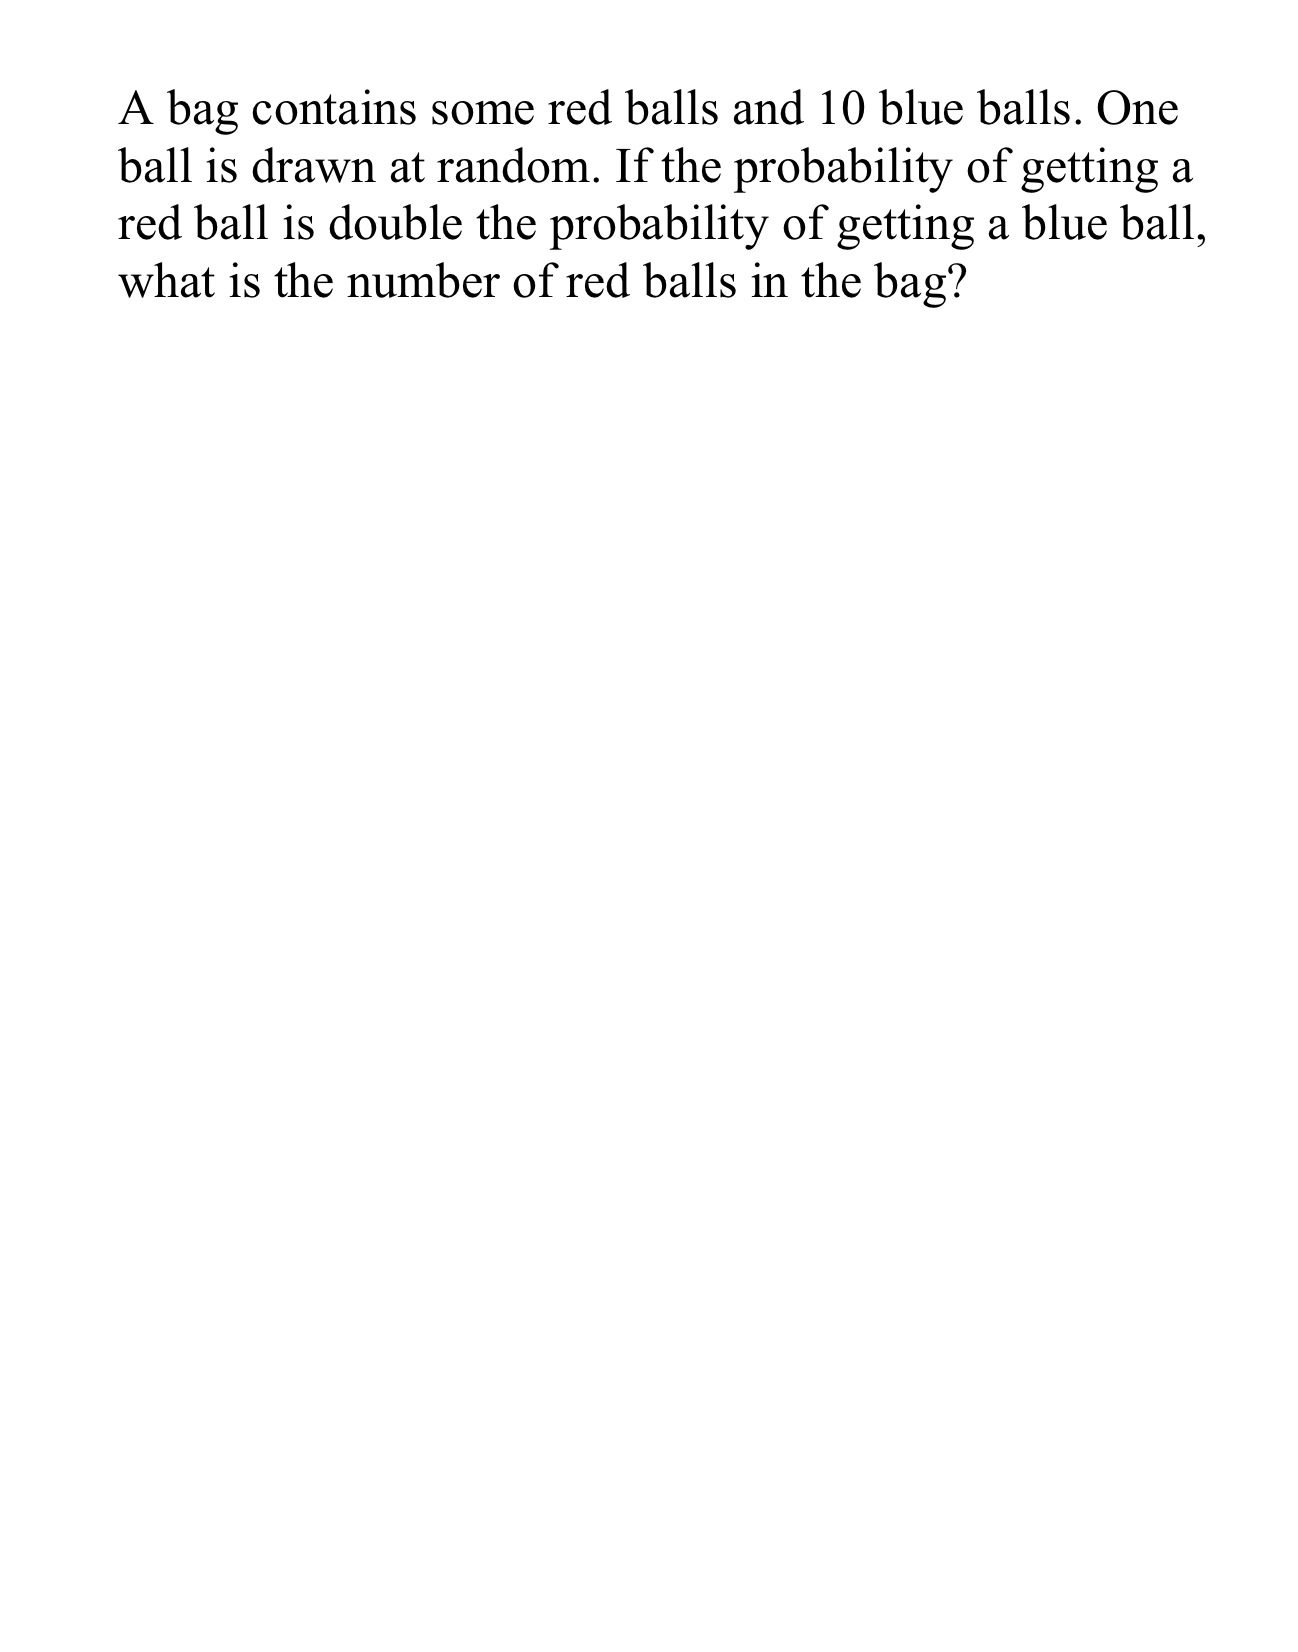 A bag contains some red balls and 10 blue balls. One
ball is drawn at random. If the probability of getting a
red ball is double the probability of getting a blue ball,
what is the number of red balls in the bag?